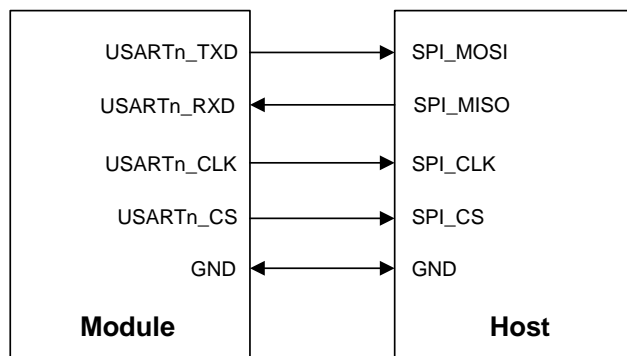 USARTn_TXD SPI_MOSI
USARTn_RXD SPI_MISO
USARTn_CLK SPI_CLK
USARTn_CS SPI_CS
GND GND
Module Host